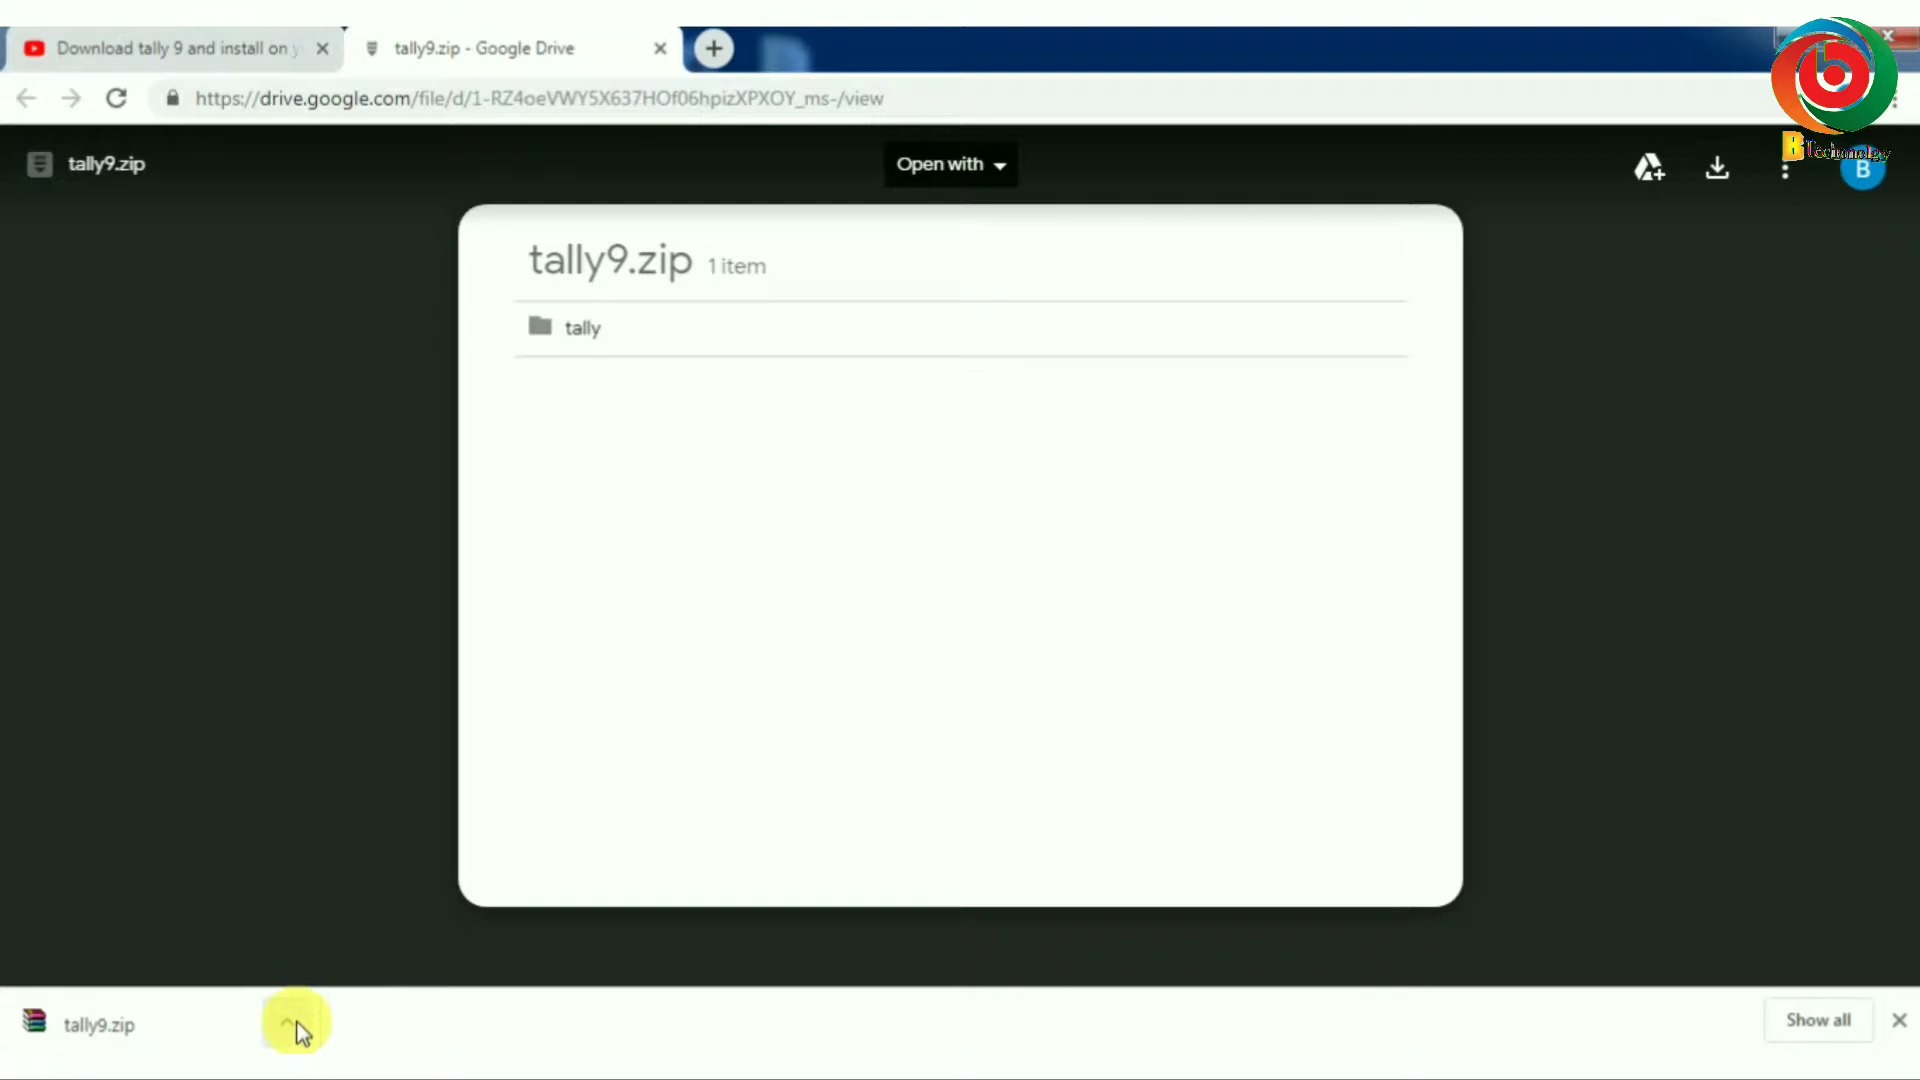 Download tally 9 and install on y
tally9.zip - Google Drive
https://drive.google.com/file/d/1-RZ4oeVWY5X637HOf06hpizXPXOY_ms-/view
b
B Technology
tally9.zip
Open with
B
tally9.zip 1 item
tally
tally9.zip
Show all